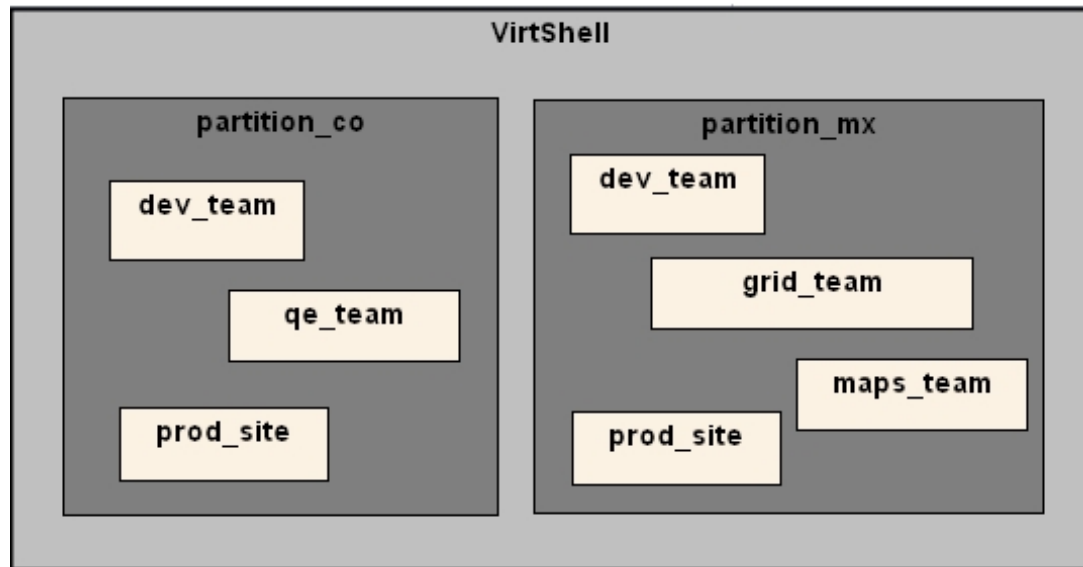 VirtShell
partition_co
dev_team
qe_team
prod_site
partition_mx
dev_team
grid_team
maps_team
prod_site